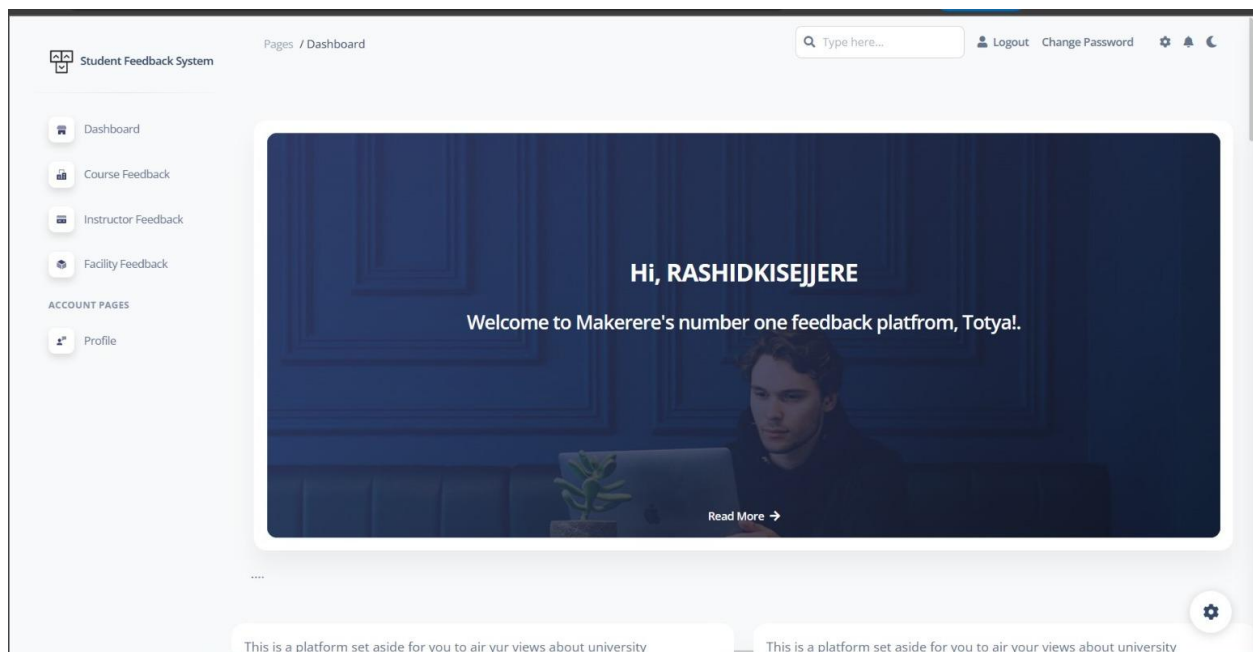 Student Feedback System
Pages / Dashboard
Type here...
Logout Change Password
Dashboard
Course Feedback
Instructor Feedback
Facility Feedback
ACCOUNT PAGES
Profile
Hi, RASHIDKISEJJERE
Welcome to Makerere's number one feedback platfrom, Totya!.
Read More →
....
This is a platform set aside for you to air yur views about university
This is a platform set aside for you to air your views about university